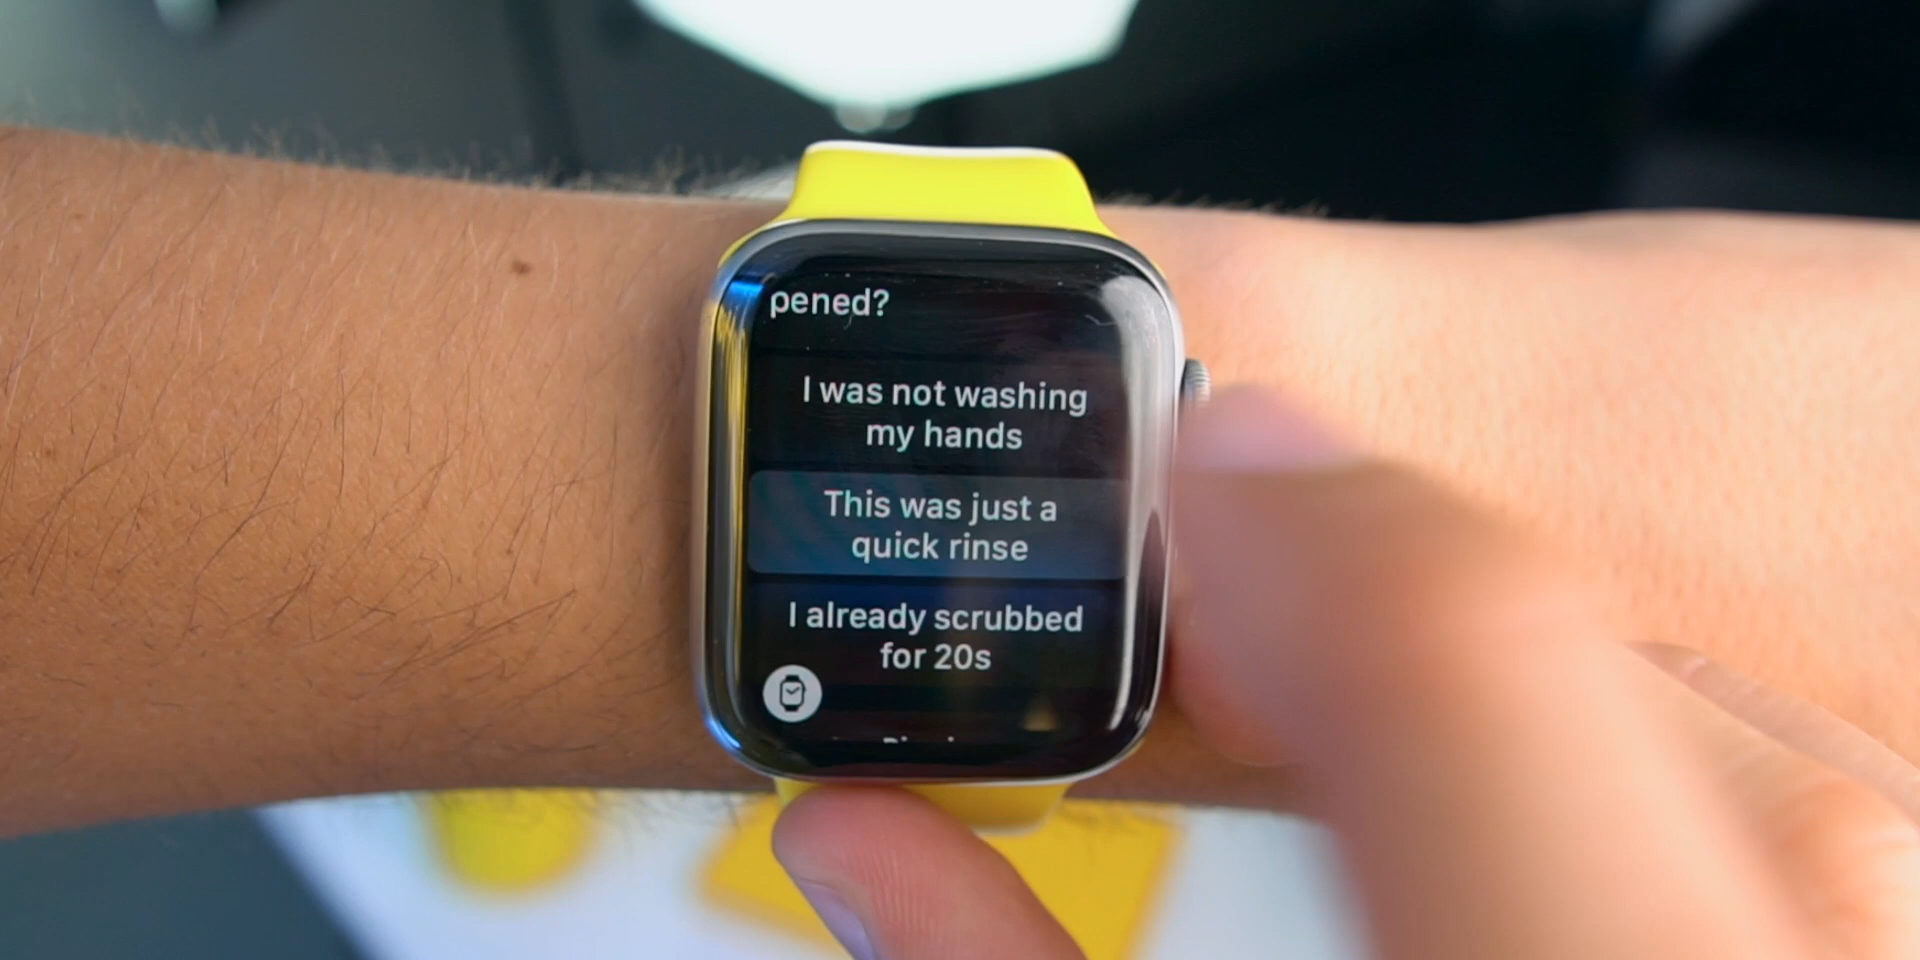 pened?
I was not washing
my hands
This was just a
quick rinse
I already scrubbed
for 20s